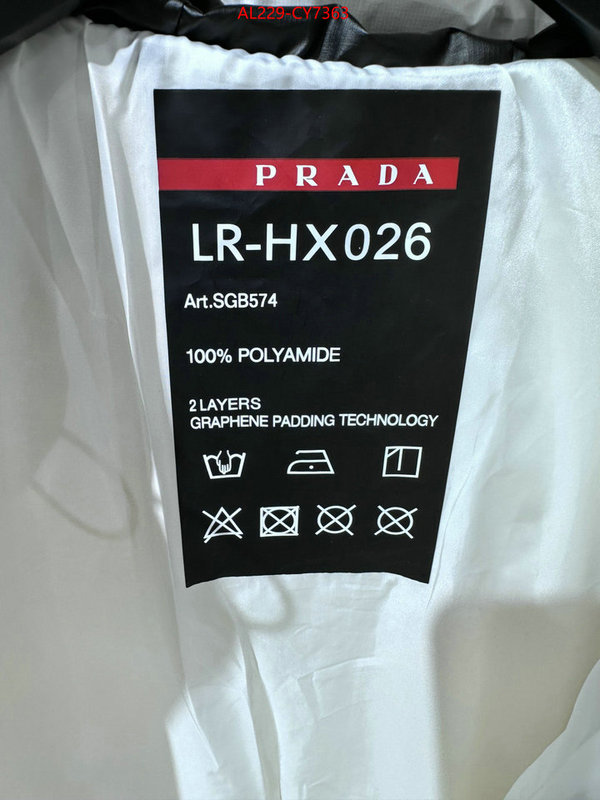 AL229-CY7363
PRADA
LR-HX026
Art.SGB574
100% POLYAMIDE
2 LAYERS
GRAPHENE PADDING TECHNOLOGY